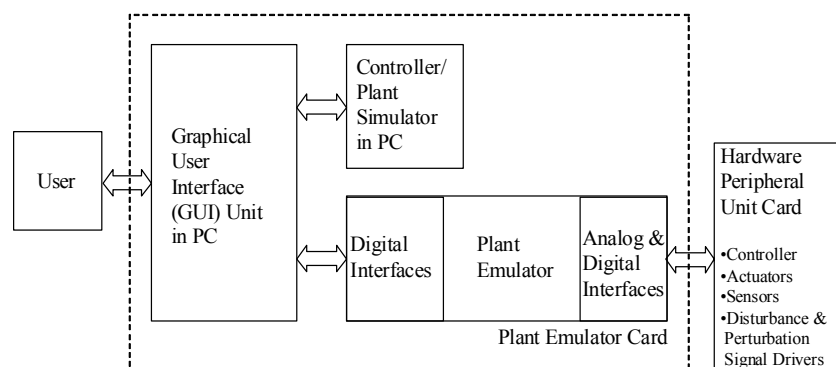 User
Graphical
User
Interface
(GUI) Unit
in PC
Controller/
Plant
Simulator
in PC
Digital
Interfaces
Plant
Emulator
Analog &
Digital
Interfaces
Plant Emulator Card
Hardware
Peripheral
Unit Card
•Controller
•Actuators
•Sensors
•Disturbance &
Perturbation
Signal Drivers